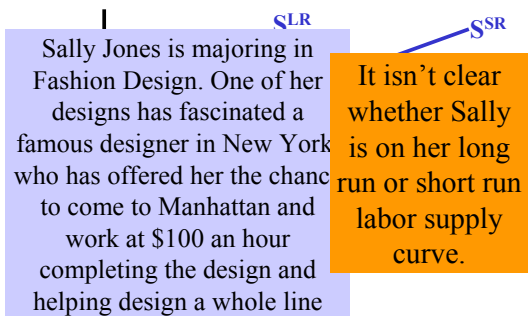 S^LR
S^SR
Sally Jones is majoring in
Fashion Design. One of her
designs has fascinated a
famous designer in New York
who has offered her the chanc
to come to Manhattan and
work at $100 an hour
completing the design and
helping design a whole line
It isn’t clear
whether Sally
is on her long
run or short run
labor supply
curve.